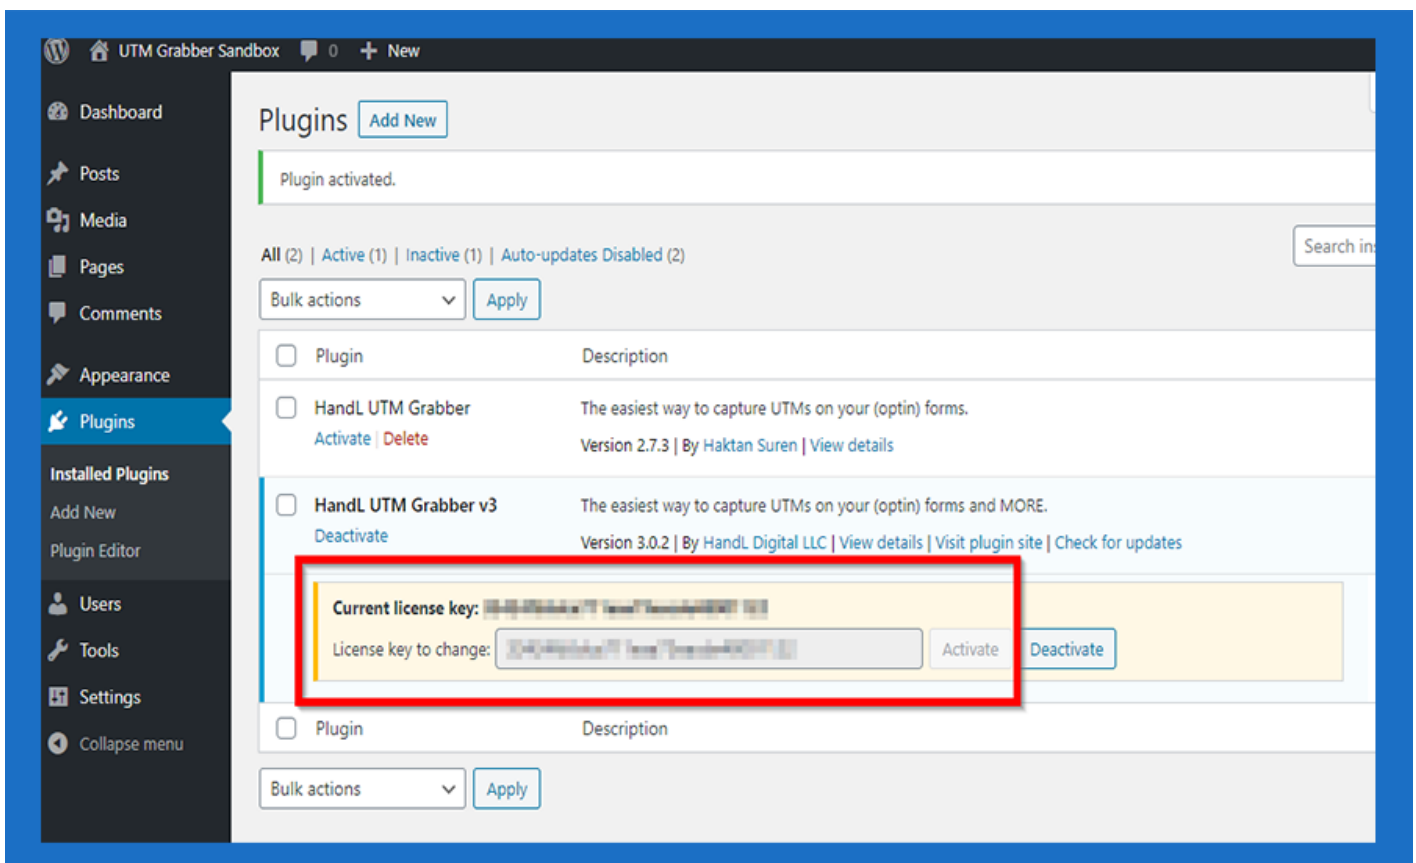 UTM Grabber Sandbox 0 + New
Dashboard
Posts
Media
Pages
Comments
Appearance
Plugins
Installed Plugins
Add New
Plugin Editor
Users
Tools
Settings
Collapse menu
Plugins Add New
Plugin activated.
All (2) | Active (1) | Inactive (1) | Auto-updates Disabled (2)
Search
Bulk actions Apply
Plugin Description
HandL UTM Grabber The easiest way to capture UTMs on your (optin) forms.
Activate | Delete Version 2.7.3 | By Haktan Suren | View details
HandL UTM Grabber v3 The easiest way to capture UTMs on your (optin) forms and MORE.
Deactivate Version 3.0.2 | By HandL Digital LLC | View details | Visit plugin site | Check for updates
Current license key:
License key to change: Activate Deactivate
Plugin Description
Bulk actions Apply